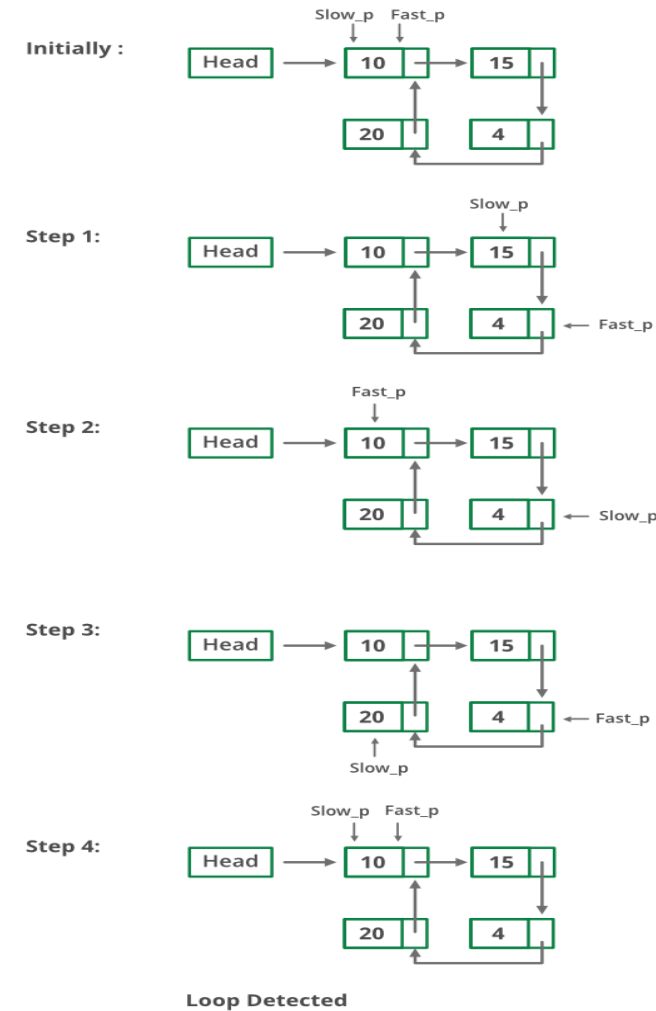 Slow_p Fast_p
Initially :
Head 10 15
20 4
Slow_p
Step 1:
Head 10 15
20 4 Fast_p
Fast_p
Step 2:
Head 10 15
20 4 Slow_p
Step 3:
Head 10 15
20 4 Fast_p
Slow_p
Slow_p Fast_p
Step 4:
Head 10 15
20 4
Loop Detected